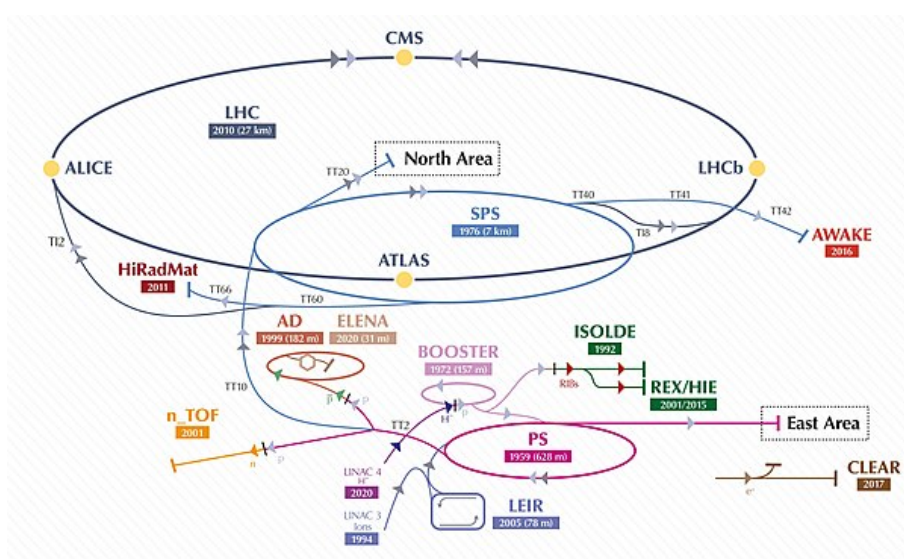 CMS
LHC
2010 (27 km)
North Area
TT20
ALICE
LHCb
TT40
TT41
SPS
1976 (7 km)
TI8
TT42
TI2
AWAKE
2016
ATLAS
HiRadMat
2011
TT66
TT60
AD
1999 (182 m)
ELENA
2020 (31 m)
ISOLDE
1992
BOOSTER
1972 (157 m)
RIBs
REX/HIE
2001/2015
TT10
p
p
p
H-
n_TOF
2001
TT2
East Area
PS
1959 (628 m)
n
p
LINAC 4
H-
2020
CLEAR
2017
e-
LINAC 3
Ions
1994
LEIR
2005 (78 m)